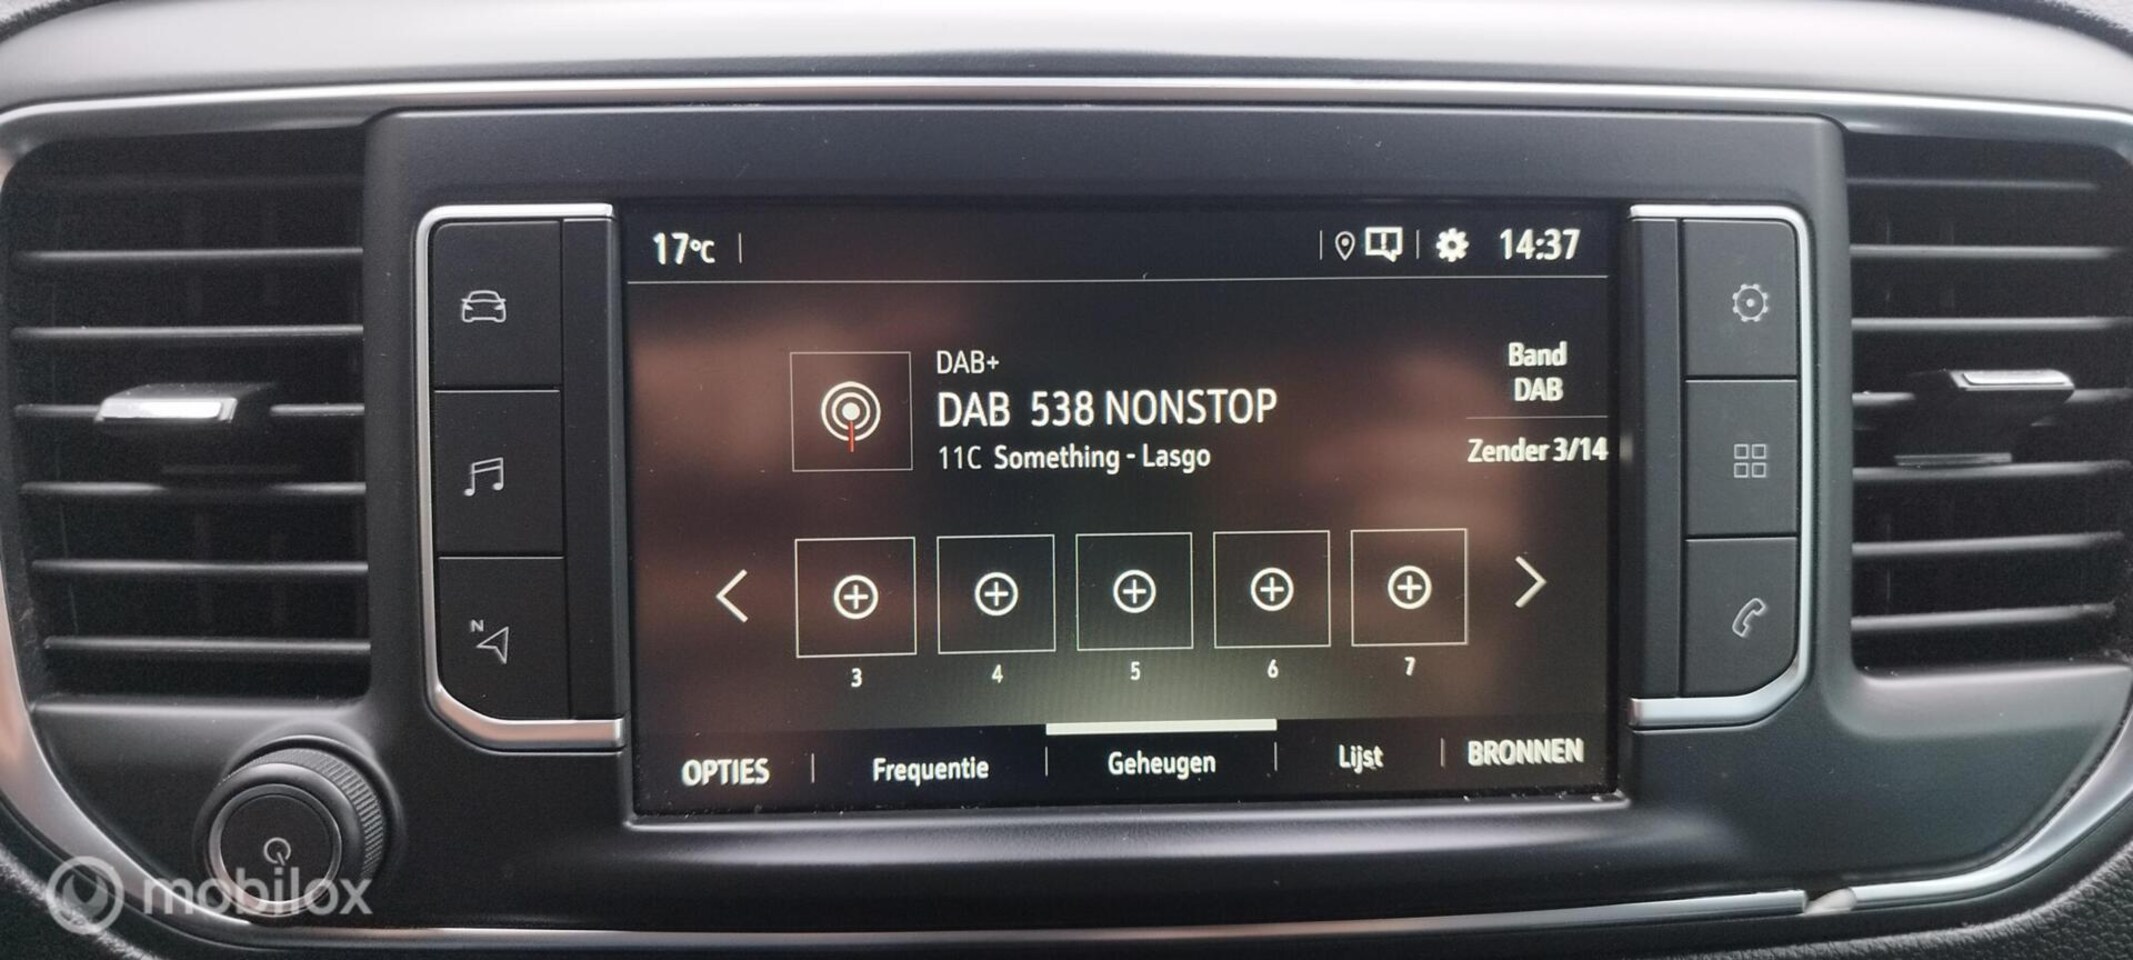 17°C
14:37
DAB+
DAB 538 NONSTOP
11C Something - Lasgo
Band
DAB
Zender 3/14
3 4 5 6 7
OPTIES Frequentie Geheugen Lijst BRONNEN
N
mobilox